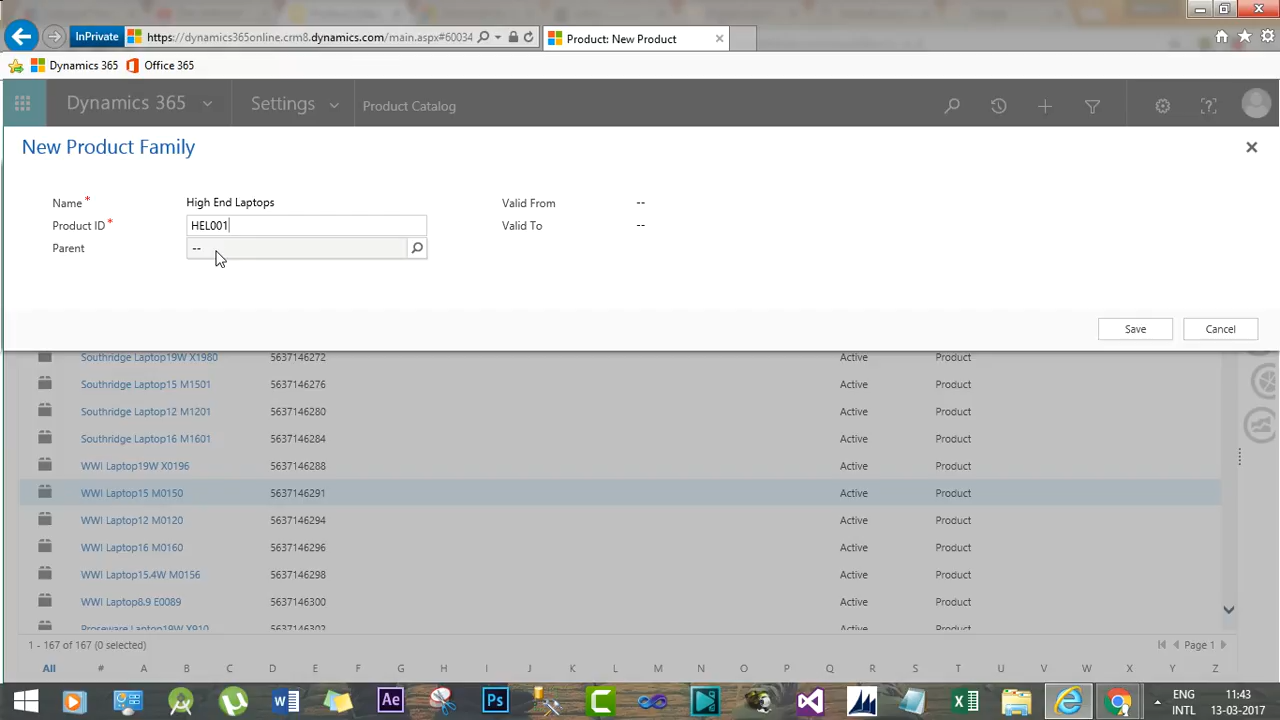 InPrivate
https://dynamics365online.crm8.dynamics.com/main.aspx#60034
Product: New Product
Dynamics 365
Office 365
Dynamics 365
Settings
Product Catalog
New Product Family
Name *
High End Laptops
Valid From
--
Product ID *
HEL001
Valid To
--
Parent
--
Save
Cancel
Southridge Laptop19W X1980 5637146272 Active Product
Southridge Laptop15 M1501 5637146276 Active Product
Southridge Laptop12 M1201 5637146280 Active Product
Southridge Laptop16 M1601 5637146284 Active Product
WWI Laptop19W X0196 5637146288 Active Product
WWI Laptop15 M0150 5637146291 Active Product
WWI Laptop12 M0120 5637146294 Active Product
WWI Laptop16 M0160 5637146296 Active Product
WWI Laptop15.4W M0156 5637146298 Active Product
WWI Laptop8.9 E0089 5637146300 Active Product
Proseware Laptop19W X910 5637146302 Active Product
1 - 167 of 167 (0 selected)
Page 1
All # A B C D E F G H I J K L M N O P Q R S T U V W X Y Z
ENG
INTL
11:43
13-03-2017